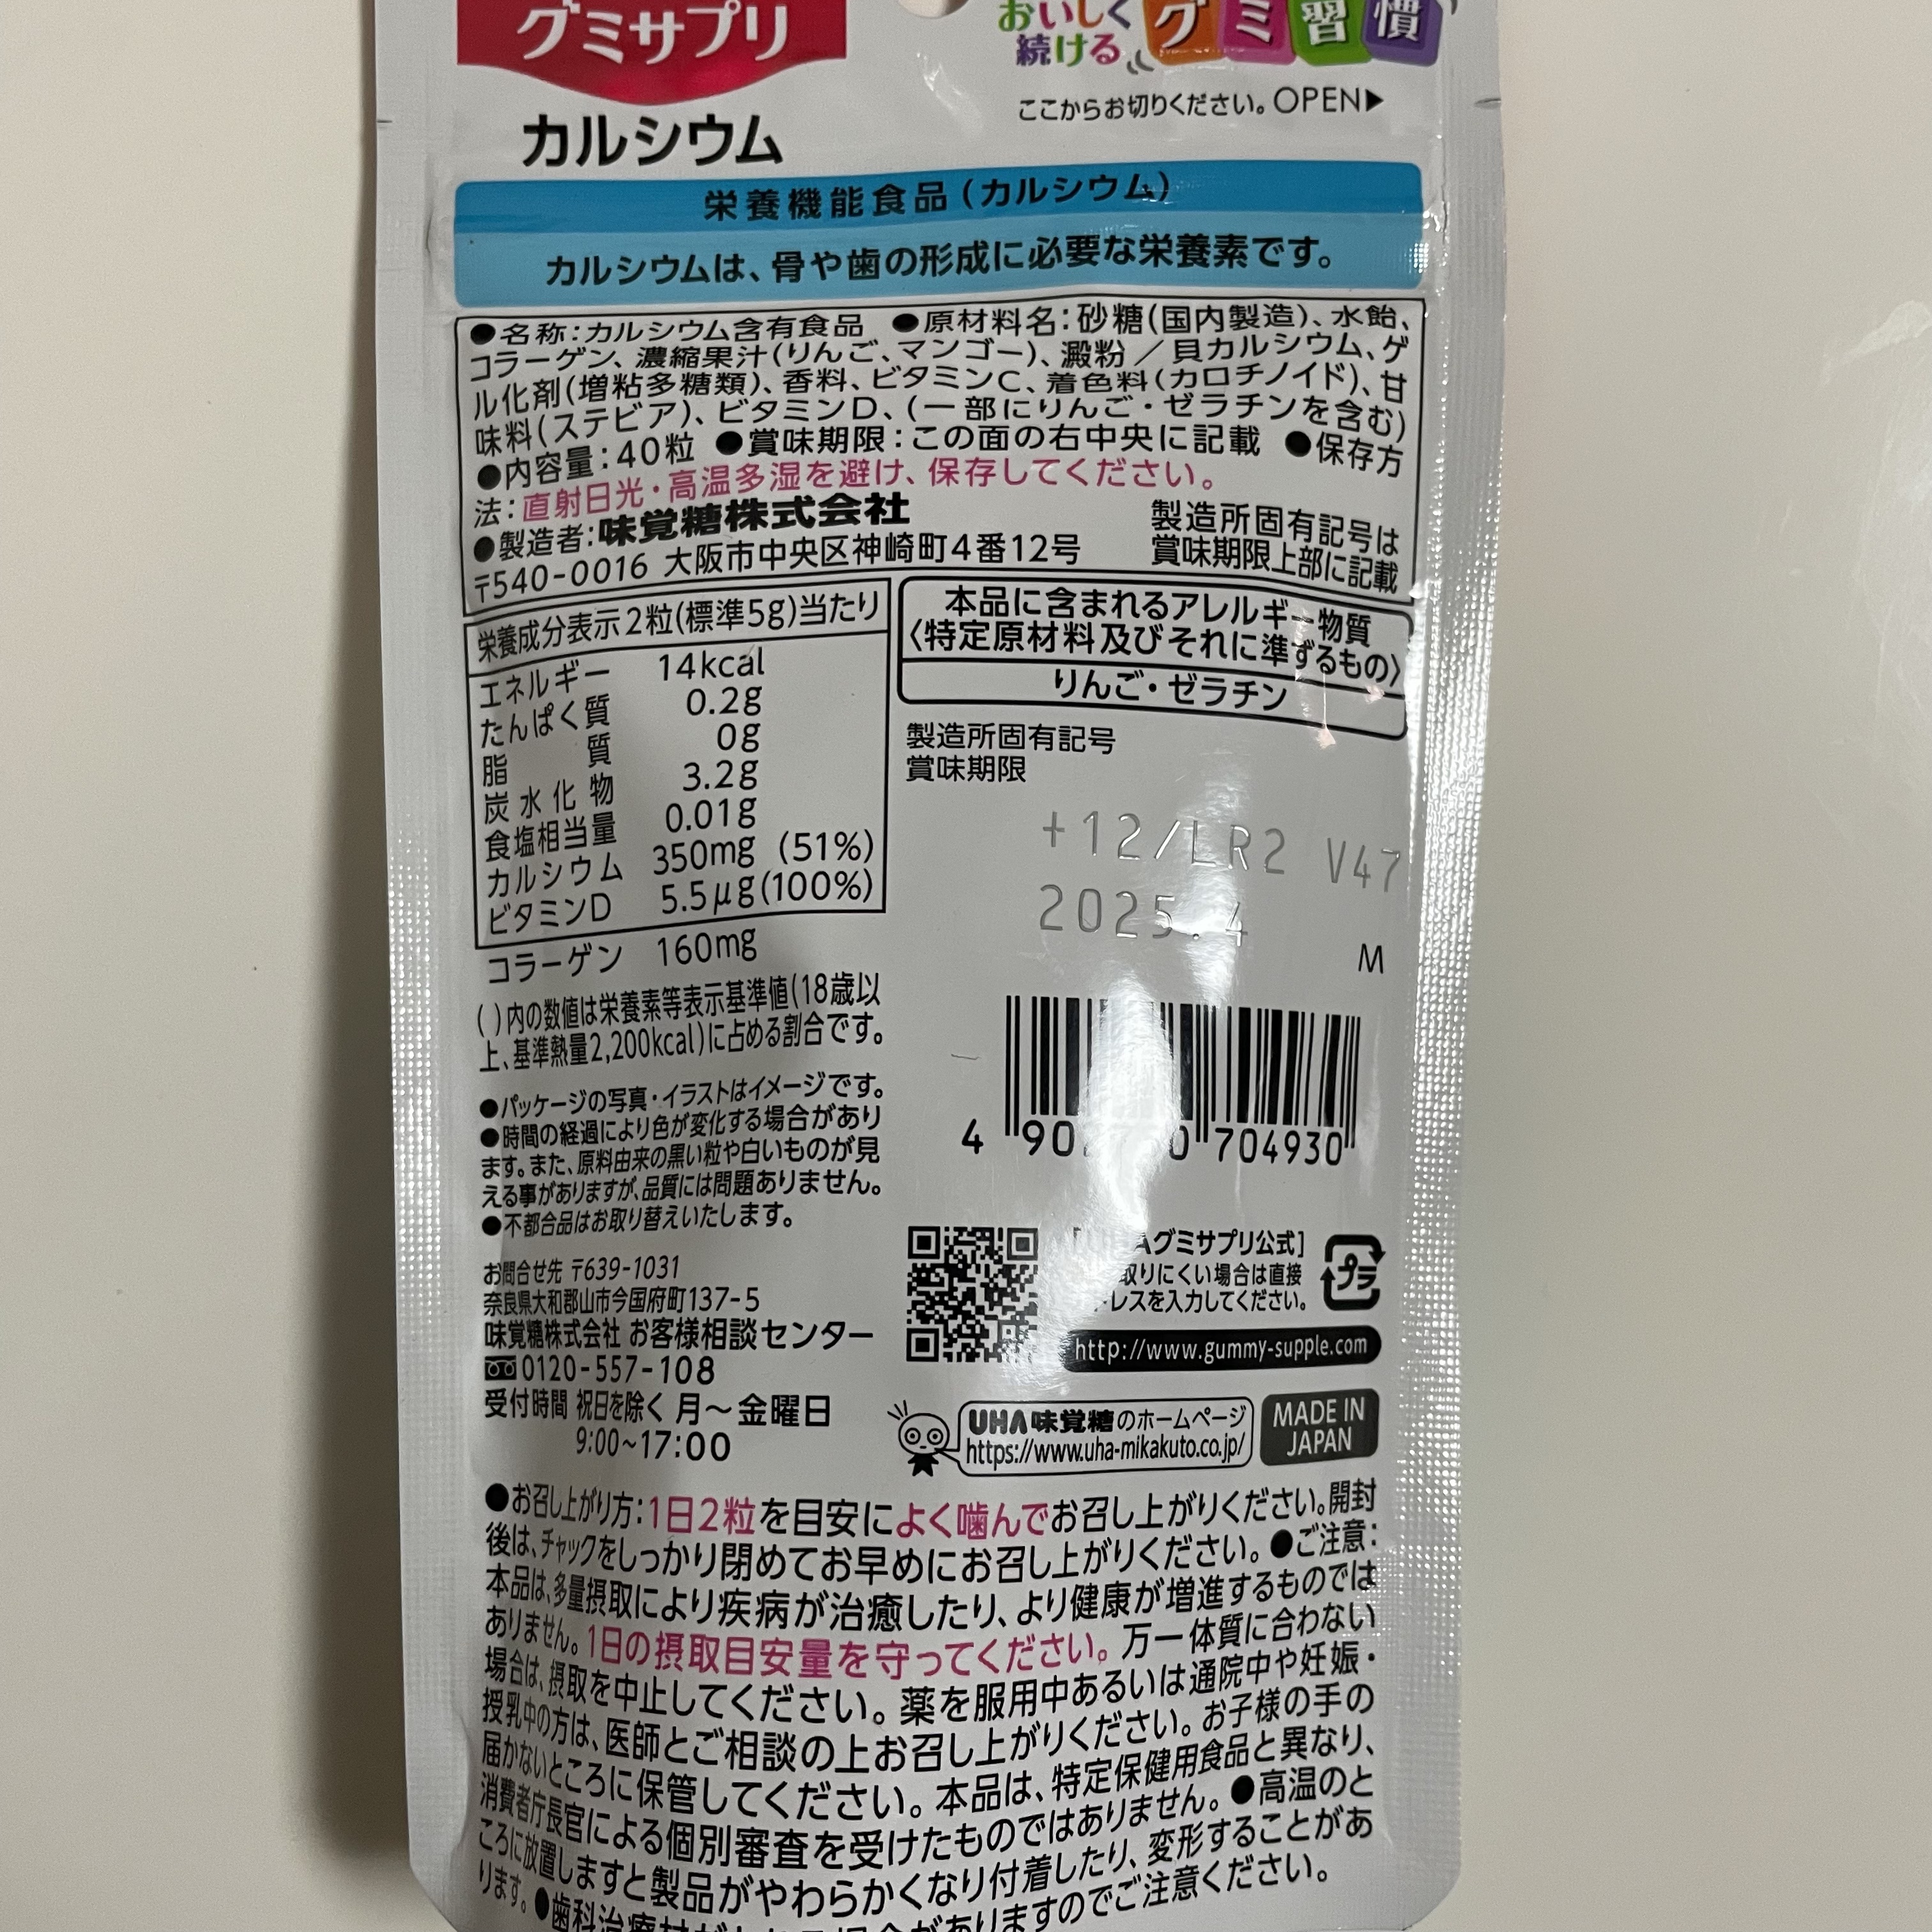 グミサプリ
おいしく
続ける
グミ習慣
ここからお切りください。OPEN▶
カルシウム
栄養機能食品(カルシウム)
カルシウムは、骨や歯の形成に必要な栄養素です。
●名称:カルシウム含有食品 ●原材料名:砂糖(国内製造)、水飴、
コラーゲン、濃縮果汁(りんご、マンゴー)、澱粉/貝カルシウム、ゲ
ル化剤(増粘多糖類)、香料、ビタミンC、着色料(カロチノイド)、甘
味料(ステビア)、ビタミンD、(一部にりんご・ゼラチンを含む)
●内容量:40粒 ●賞味期限:この面の右中央に記載 ●保存方
法:直射日光・高温多湿を避け、保存してください。
●製造者:味覚糖株式会社
〒540-0016 大阪市中央区神崎町4番12号
製造所固有記号は
賞味期限上部に記載
栄養成分表示2粒(標準5g)当たり
エネルギー 14kcal
たんぱく質 0.2g
脂質 0g
炭水化物 3.2g
食塩相当量 0.01g
カルシウム 350mg (51%)
ビタミンD 5.5μg(100%)
コラーゲン 160mg
( )内の数値は栄養素等表示基準値(18歳以
上、基準熱量2,200kcal)に占める割合です。
●パッケージの写真・イラストはイメージです。
●時間の経過により色が変化する場合があり
ます。また、原料由来の黒い粒や白いものが見
える事がありますが、品質には問題ありません。
●不都合品はお取り替えいたします。
お問合せ先 〒639-1031
奈良県大和郡山市今国府町137-5
味覚糖株式会社 お客様相談センター
0120-557-108
受付時間 祝日を除く 月~金曜日
9:00~17:00
本品に含まれるアレルギー物質
〈特定原材料及びそれに準ずるもの〉
りんご・ゼラチン
製造所固有記号
賞味期限
+12/LR2 V47
2025.4
M
4 90 0 704930
Aグミサプリ公式]
取りにくい場合は直接
ドレスを入力してください。
プラ
http://www.gummy-supple.com
UHA味覚糖のホームページ
https://www.uha-mikakuto.co.jp/
MADE IN
JAPAN
●お召し上がり方:1日2粒を目安によく噛んでお召し上がりください。開封
後は、チャックをしっかり閉めてお早めにお召し上がりください。●ご注意:
本品は、多量摂取により疾病が治癒したり、より健康が増進するものでは
ありません。1日の摂取目安量を守ってください。万一体質に合わない
場合は、摂取を中止してください。薬を服用中あるいは通院中や妊娠・
授乳中の方は、医師とご相談の上お召し上がりください。お子様の手の
届かないところに保管してください。本品は、特定保健用食品と異なり、
消費者庁長官による個別審査を受けたものではありません。●高温のと
ころに放置しますと製品がやわらかくなり付着したり、変形することがあ
ります。●歯科治療材がとれる場合がありますのでご注意ください。